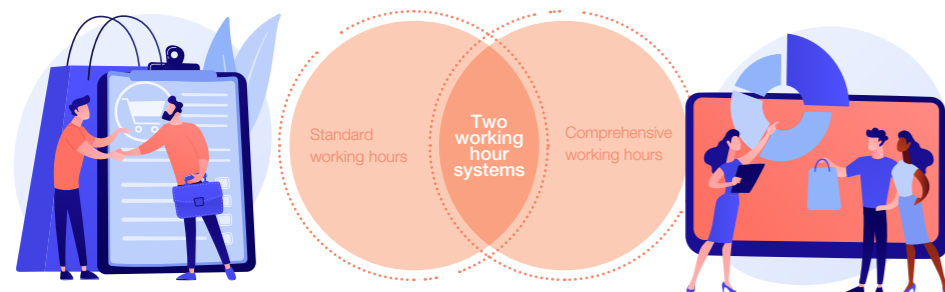 Standard
working hours
Two
working
hour
systems
Comprehensive
working hours